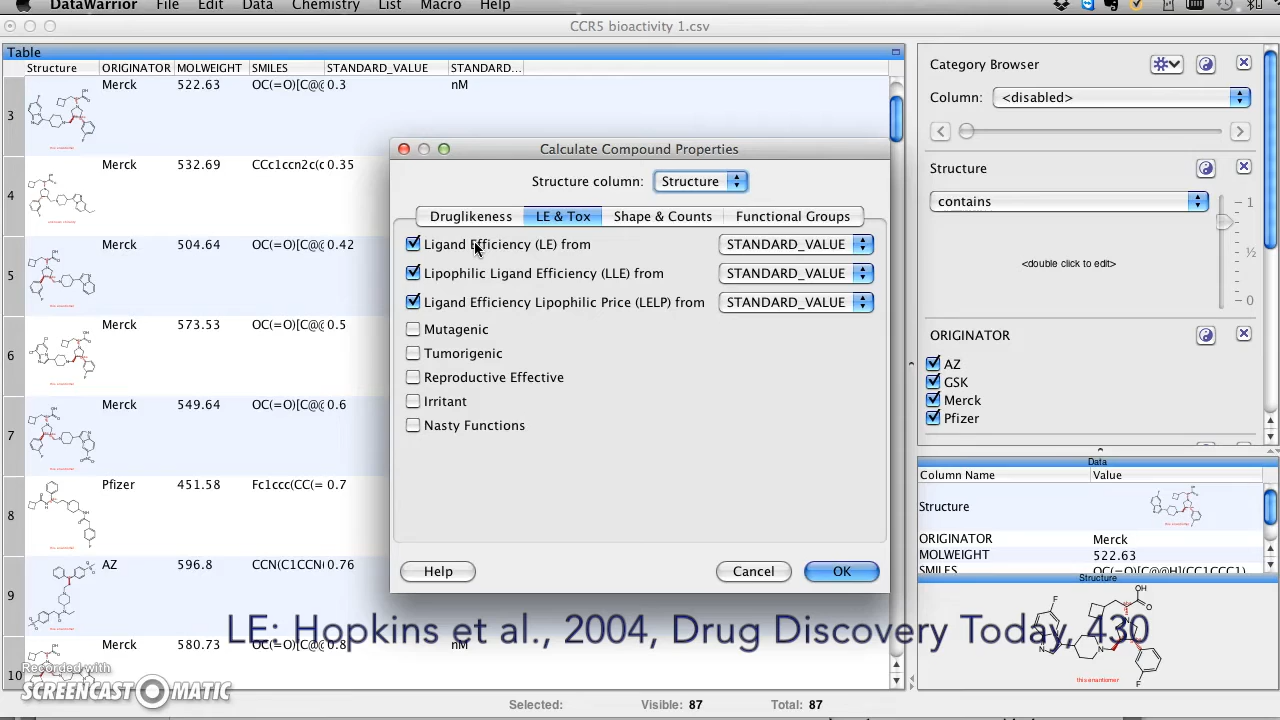 DataWarrior File Edit Data Chemistry List Macro Help
CCR5 bioactivity 1.csv
Table
Structure ORIGINATOR MOLWEIGHT SMILES STANDARD_VALUE STANDARD...
3 Merck 522.63 OC(=O)[C@@ 0.3 nM
4 Merck 532.69 CCc1ccn2c(c 0.35
5 Merck 504.64 OC(=O)[C@@ 0.42
6 Merck 573.53 OC(=O)[C@@ 0.5
7 Merck 549.64 OC(=O)[C@@ 0.6
8 Pfizer 451.58 Fc1ccc(CC(= 0.7
9 AZ 596.8 CCN(C1CCN( 0.76
10 Merck 580.73 OC(=O)[C@@ 0.8 nM
Calculate Compound Properties
Structure column: Structure
Druglikeness LE & Tox Shape & Counts Functional Groups
Ligand Efficiency (LE) from STANDARD_VALUE
Lipophilic Ligand Efficiency (LLE) from STANDARD_VALUE
Ligand Efficiency Lipophilic Price (LELP) from STANDARD_VALUE
Mutagenic
Tumorigenic
Reproductive Effective
Irritant
Nasty Functions
Help Cancel OK
Category Browser
Column: <disabled>
Structure
contains
1
½
0
<double click to edit>
ORIGINATOR
AZ
GSK
Merck
Pfizer
Data
Column Name Value
Structure
ORIGINATOR Merck
MOLWEIGHT 522.63
SMILES OC(=O)[C@@H](CC1CCC1)
Structure
F
OH
O
N
N
F
this enantiomer
LE: Hopkins et al., 2004, Drug Discovery Today, 430
Recorded with
SCREENCAST O MATIC
Selected: Visible: 87 Total: 87